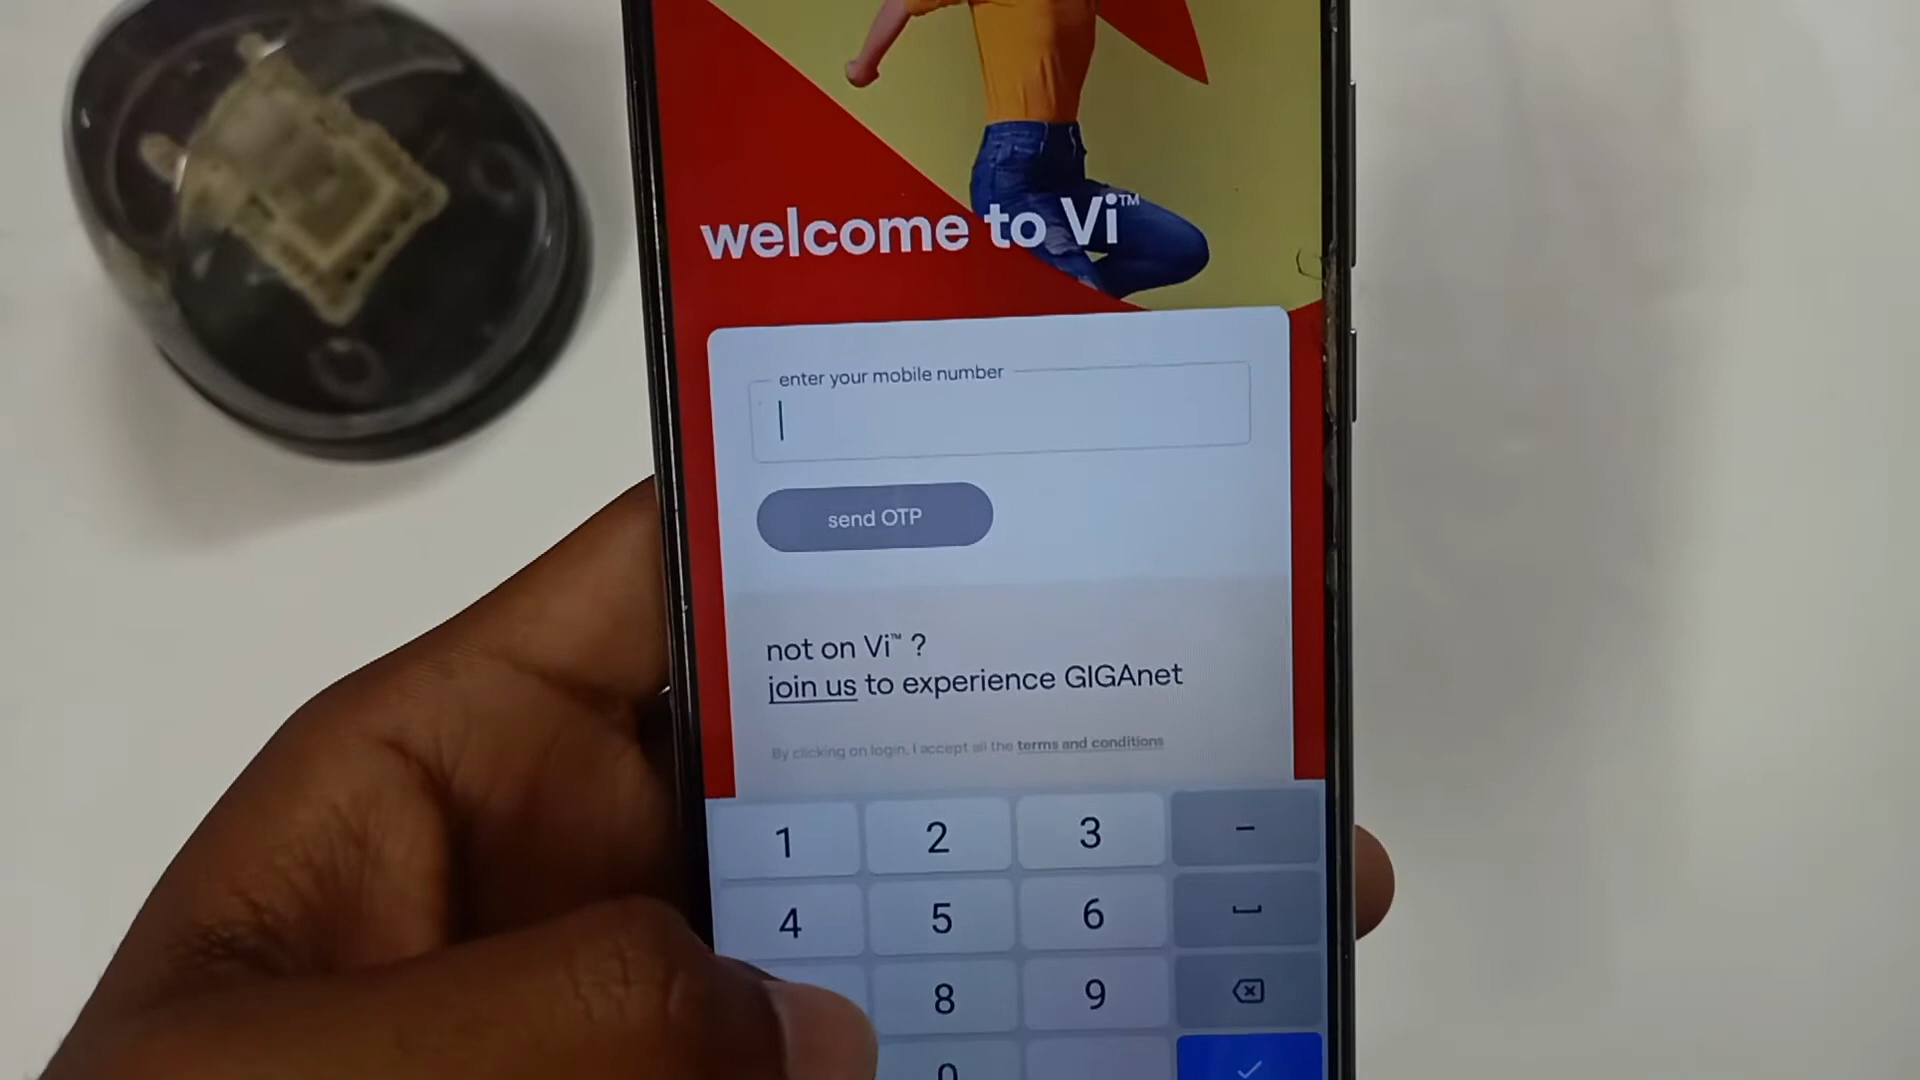 welcome to Vi™
enter your mobile number
send OTP
not on Vi™ ?
join us to experience GIGAnet
By clicking on login, I accept all the terms and conditions
1 2 3 -
4 5 6
8 9
0